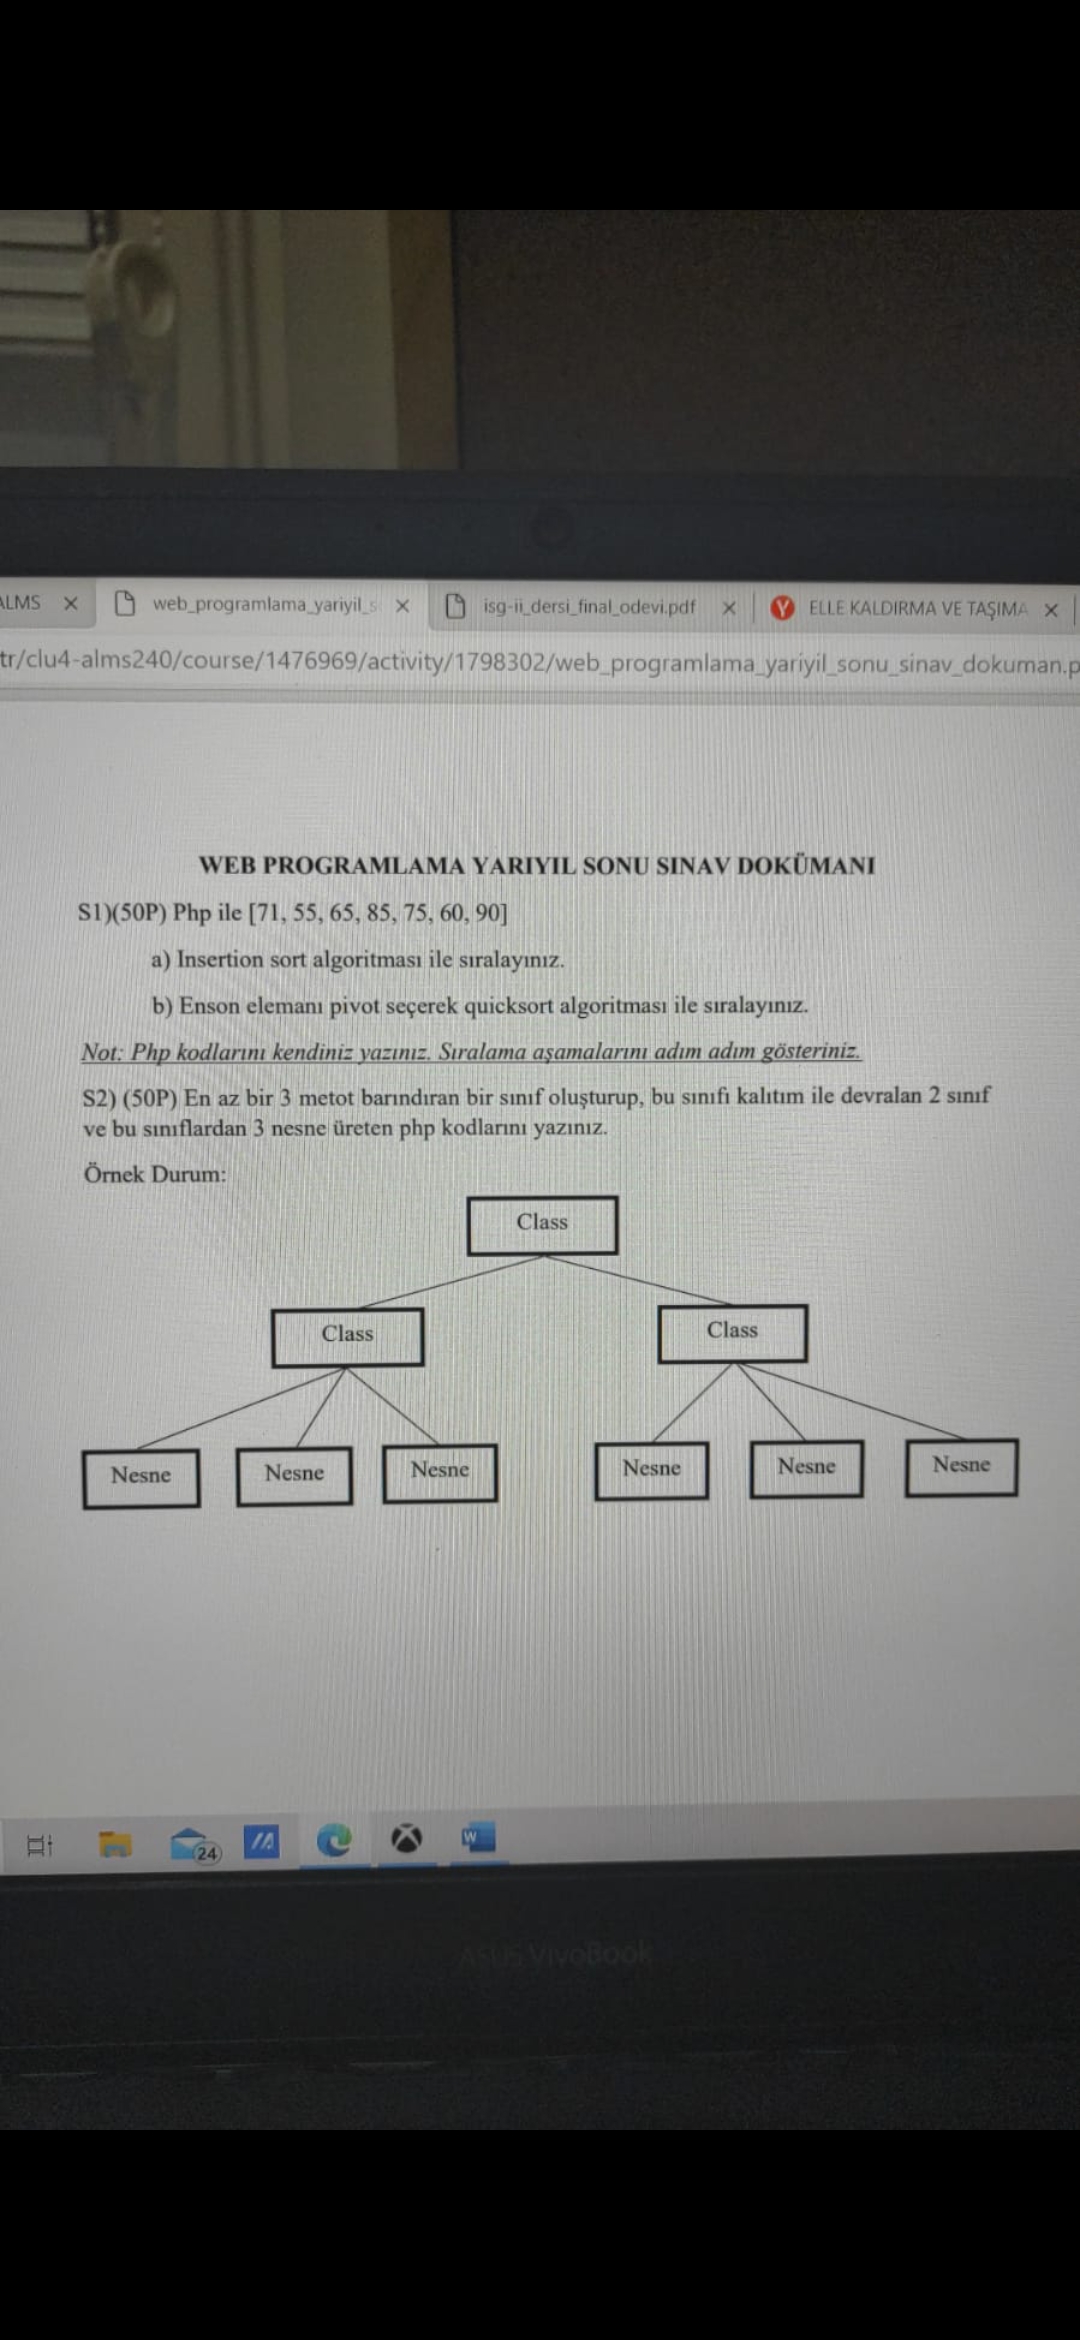 ALMS
web_programlama_yariyil_s
isg-ii_dersi_final_odevi.pdf
ELLE KALDIRMA VE TAŞIMA
tr/clu4-alms240/course/1476969/activity/1798302/web_programlama_yariyil_sonu_sinav_dokuman.p
WEB PROGRAMLAMA YARIYIL SONU SINAV DOKÜMANI
S1)(50P) Php ile [71, 55, 65, 85, 75, 60, 90]
a) Insertion sort algoritması ile sıralayınız.
b) Enson elemanı pivot seçerek quicksort algoritması ile sıralayınız.
Not: Php kodlarını kendiniz yazınız. Sıralama aşamalarını adım adım gösteriniz.
S2) (50P) En az bir 3 metot barındıran bir sınıf oluşturup, bu sınıfı kalıtım ile devralan 2 sınıf
ve bu sınıflardan 3 nesne üreten php kodlarını yazınız.
Örnek Durum:
Class
Class
Class
Nesne
Nesne
Nesne
Nesne
Nesne
Nesne
24
W
ASUS VivoBook